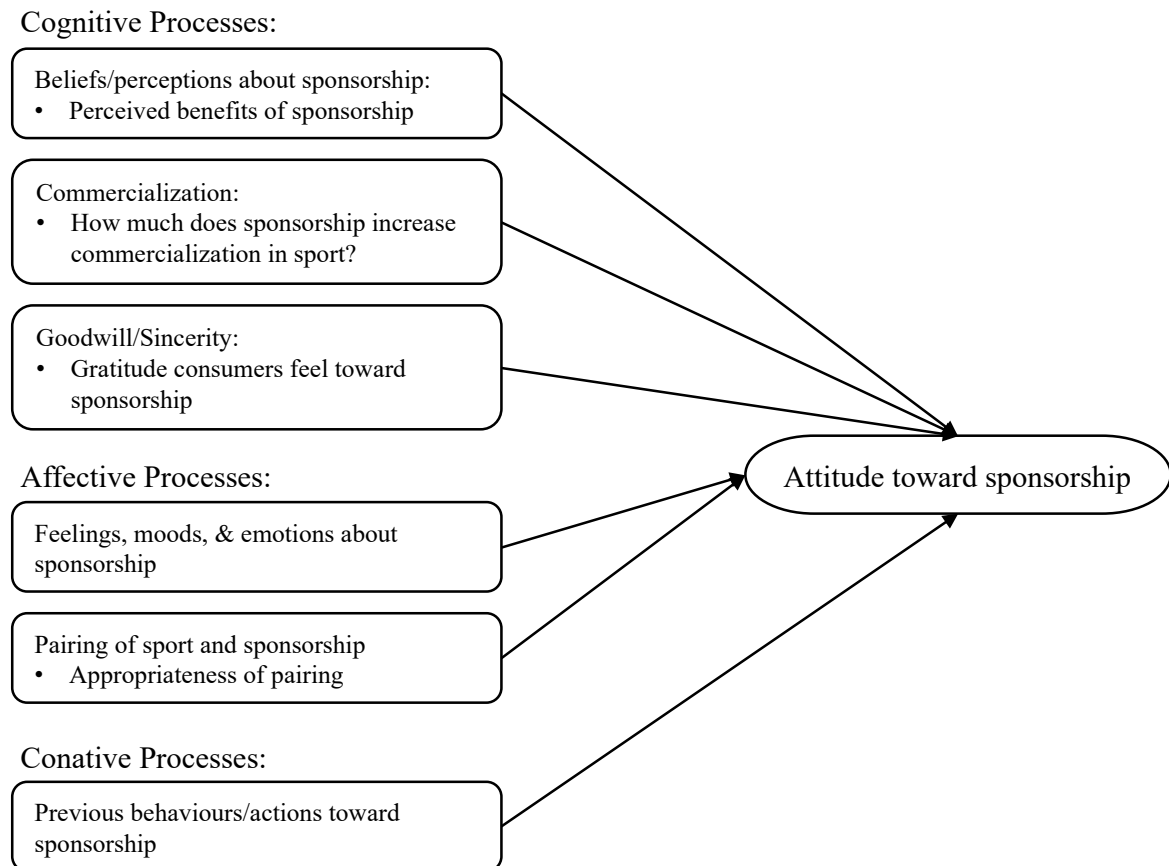 Cognitive Processes:
Beliefs/perceptions about sponsorship:
• Perceived benefits of sponsorship
Commercialization:
• How much does sponsorship increase
commercialization in sport?
Goodwill/Sincerity:
• Gratitude consumers feel toward
sponsorship
Affective Processes:
Attitude toward sponsorship
Feelings, moods, & emotions about
sponsorship
Pairing of sport and sponsorship
• Appropriateness of pairing
Conative Processes:
Previous behaviours/actions toward
sponsorship